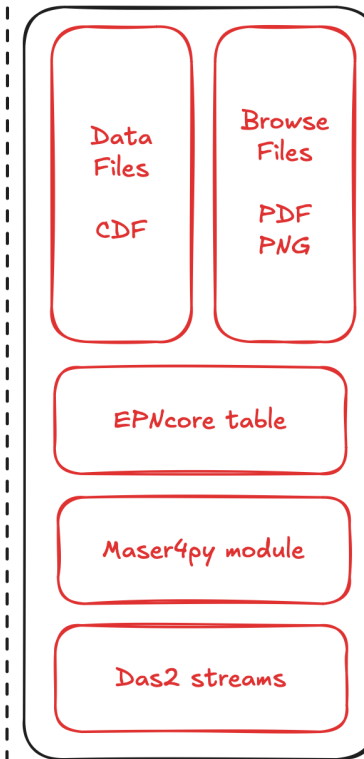 Data
Files
CDF
Browse
Files
PDF
PNG
EPNcore table
Maser4py module
Das2 streams